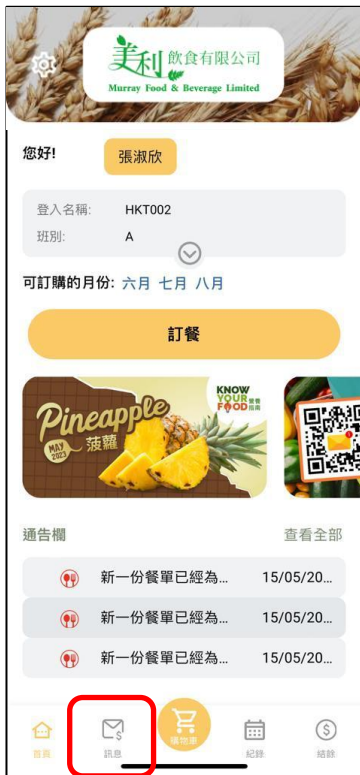 美利 飲食有限公司
Murray Food & Beverage Limited
您好!
張淑欣
登入名稱: HKT002
班別: A
可訂購的月份: 六月 七月 八月
訂餐
Pineapple
菠蘿
MAY
2023
KNOW
YOUR
FOOD
營養
指南
通告欄 查看全部
新一份餐單已經為... 15/05/20...
新一份餐單已經為... 15/05/20...
新一份餐單已經為... 15/05/20...
首頁 訊息 購物車 紀錄 結餘